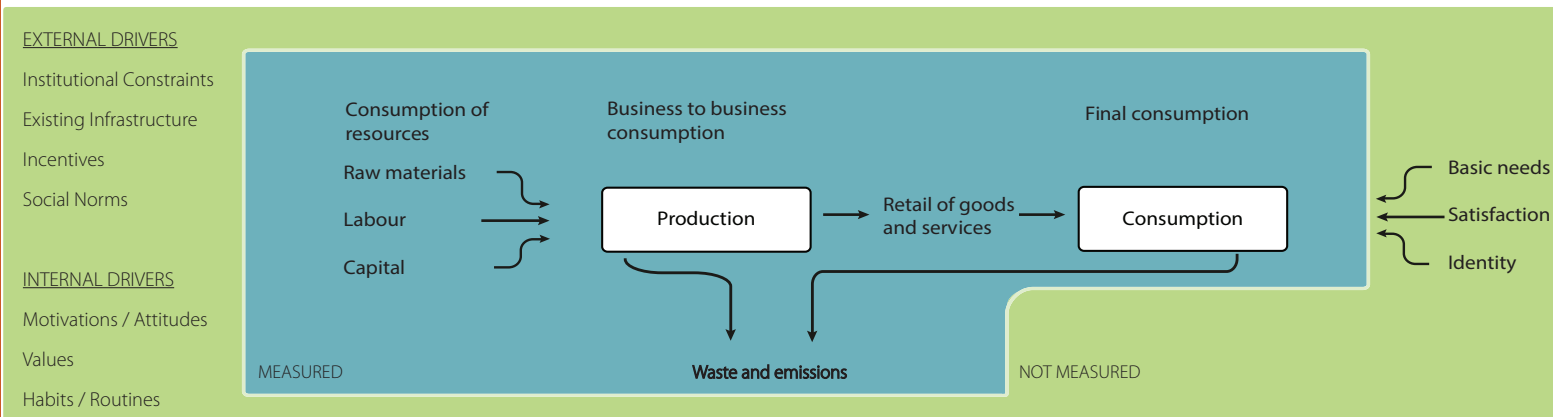 EXTERNAL DRIVERS
Institutional Constraints
Existing Infrastructure
Incentives
Social Norms
INTERNAL DRIVERS
Motivations / Attitudes
Values
Habits / Routines
Consumption of
resources
Raw materials
Labour
Capital
Business to business
consumption
Production
Retail of goods
and services
Final consumption
Consumption
Basic needs
Satisfaction
Identity
MEASURED
Waste and emissions
NOT MEASURED